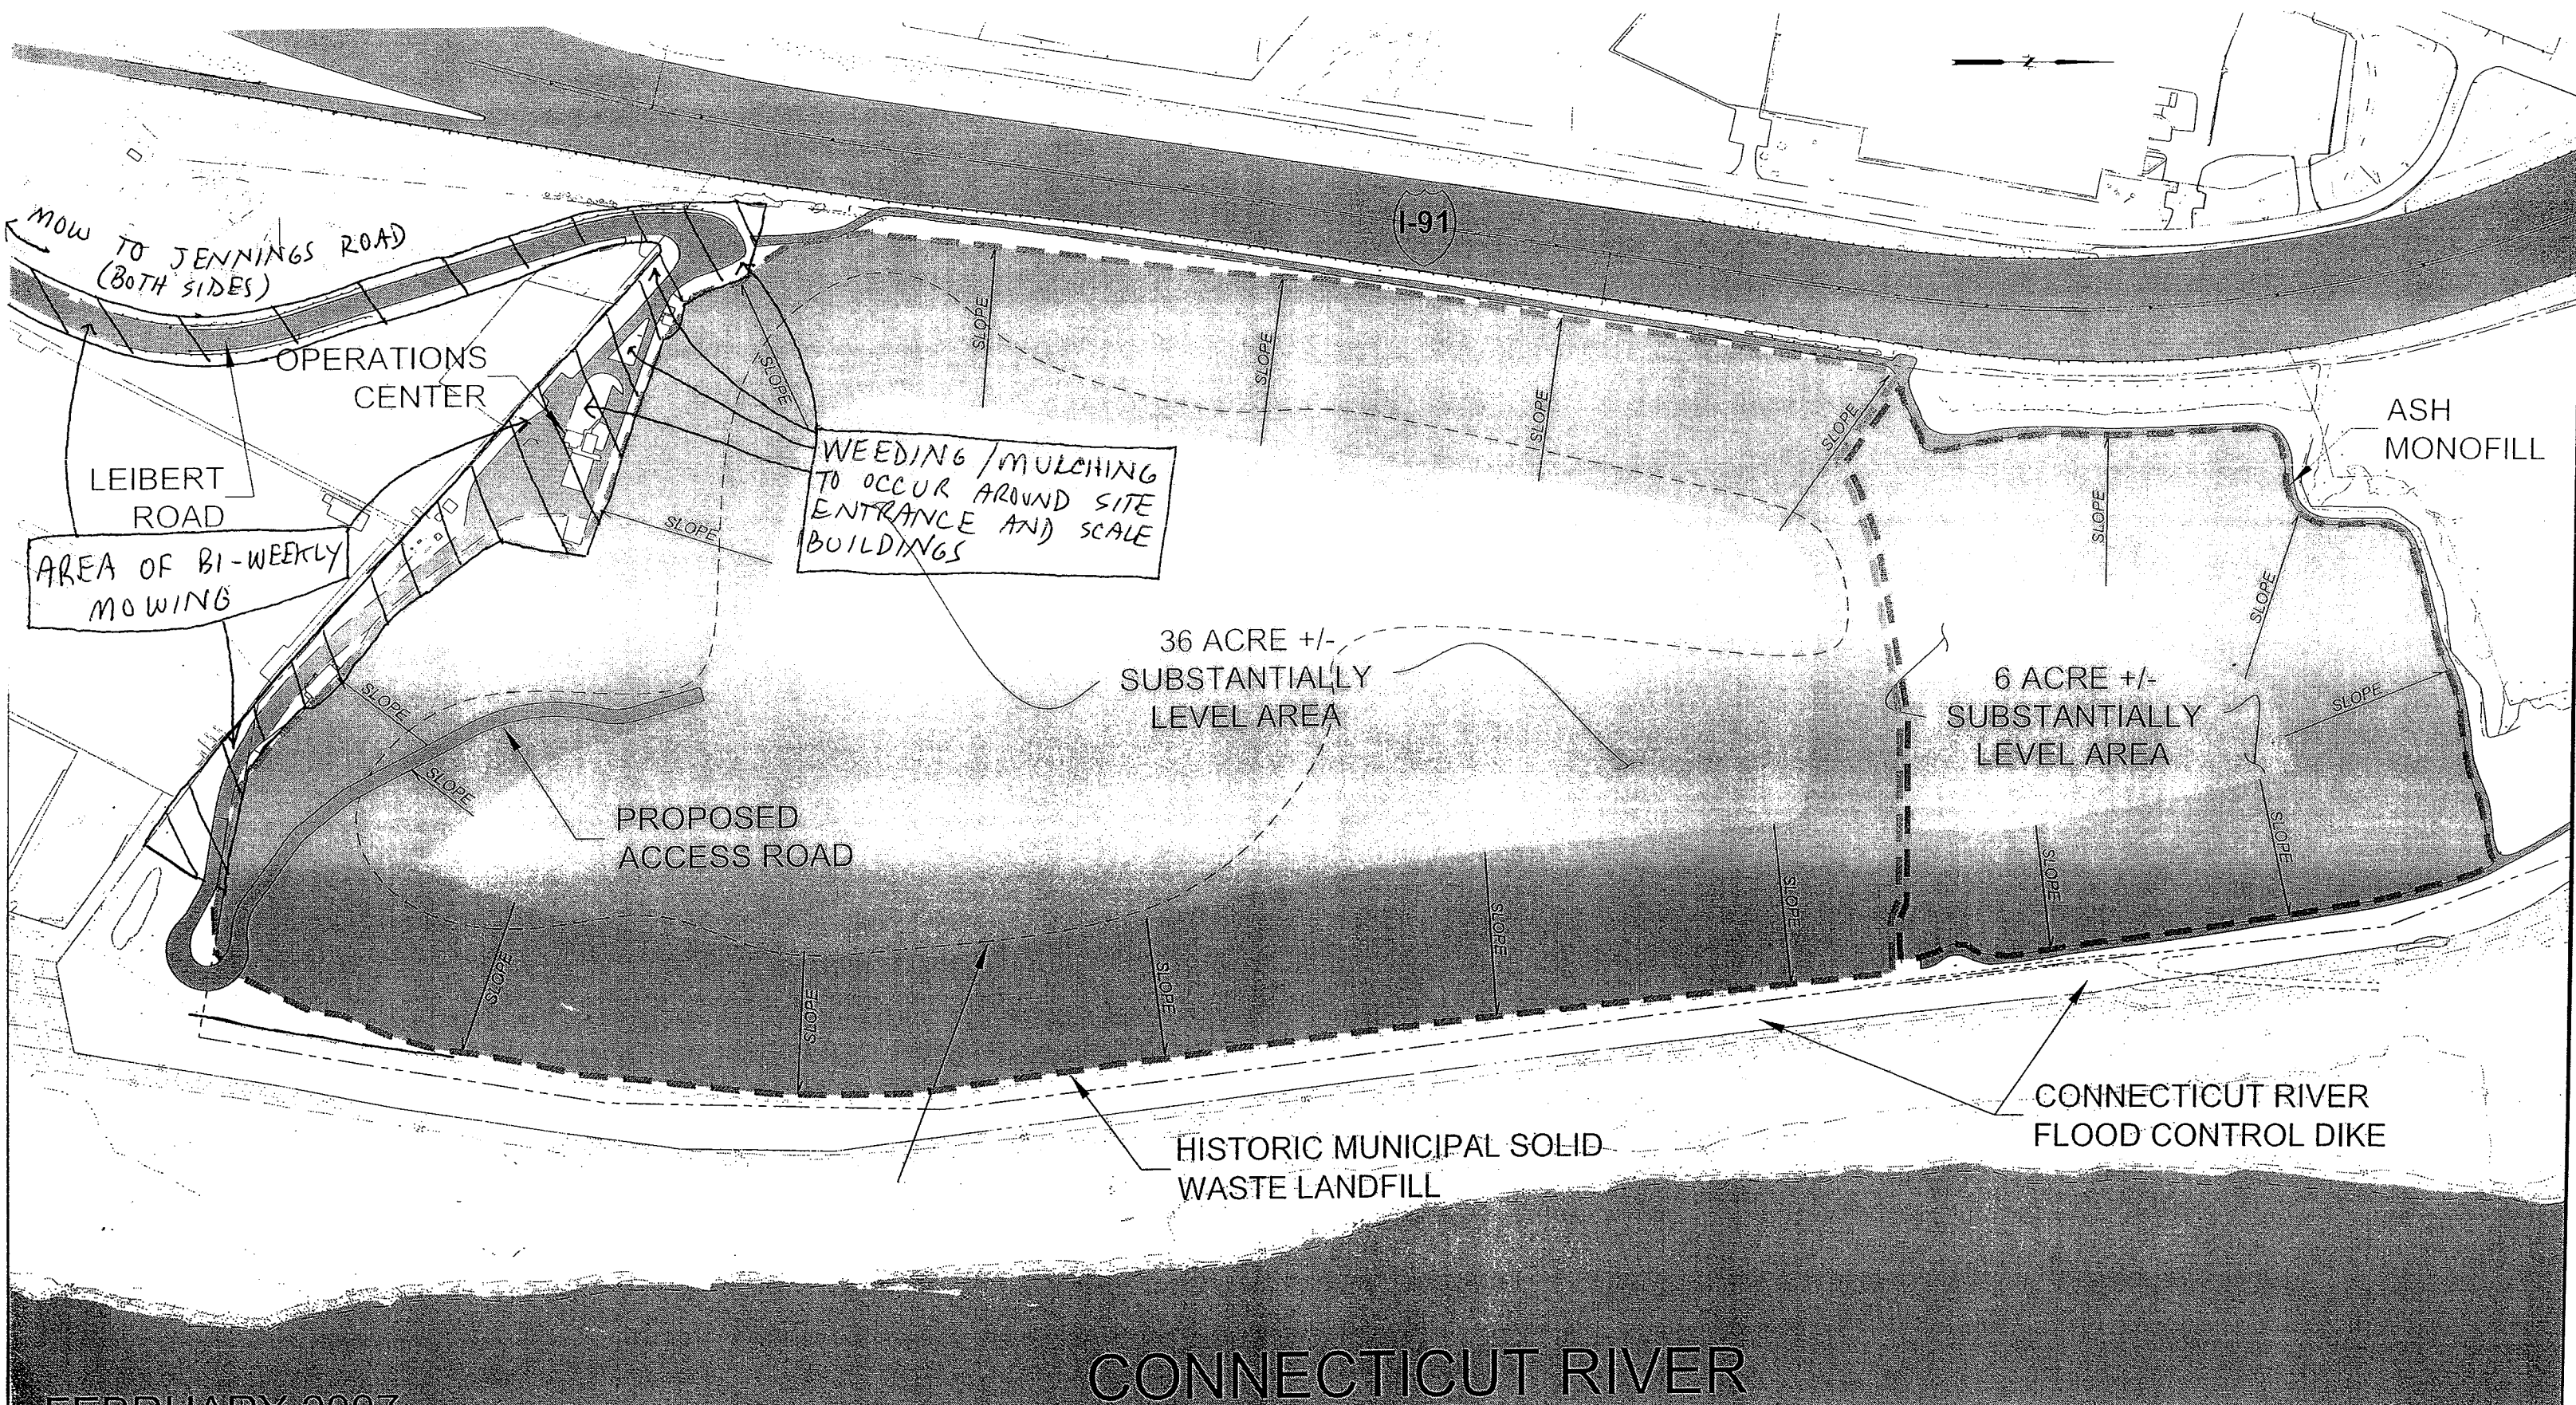 Z
I-91
MOW TO JENNINGS ROAD
(BOTH SIDES)
OPERATIONS
CENTER
LEIBERT
ROAD
AREA OF BI-WEEKLY
MOWING
WEEDING/MULCHING
TO OCCUR AROUND SITE
ENTRANCE AND SCALE
BUILDINGS
ASH
MONOFILL
SLOPE
SLOPE
SLOPE
SLOPE
SLOPE
SLOPE
SLOPE
SLOPE
SLOPE
36 ACRE +/-
SUBSTANTIALLY
LEVEL AREA
6 ACRE +/-
SUBSTANTIALLY
LEVEL AREA
SLOPE
SLOPE
PROPOSED
ACCESS ROAD
SLOPE
SLOPE
SLOPE
SLOPE
SLOPE
SLOPE
SLOPE
HISTORIC MUNICIPAL SOLID
WASTE LANDFILL
CONNECTICUT RIVER
FLOOD CONTROL DIKE
CONNECTICUT RIVER
FEBRUARY 2007